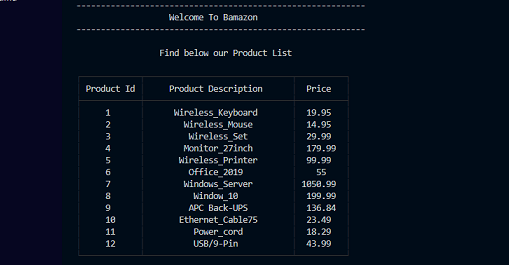 Welcome To Bamazon
Find below our Product List
Product Id Product Description Price
1 Wireless_Keyboard 19.95
2 Wireless_Mouse 14.95
3 Wireless_Set 29.99
4 Monitor_27inch 179.99
5 Wireless_Printer 99.99
6 Office_2019 55
7 Windows_Server 1050.99
8 Window_10 199.99
9 APC Back-UPS 136.84
10 Ethernet_Cable75 23.49
11 Power_cord 18.29
12 USB/9-Pin 43.99